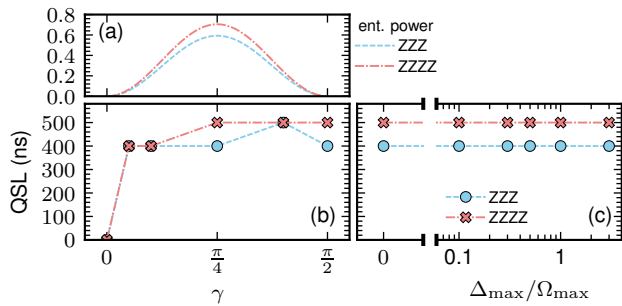 0.8
0.6
0.4
0.2
0.0
(a)
ent. power
ZZZ
ZZZZ
QSL (ns)
500
400
300
200
100
0
(b)
0
π/4
π/2
γ
ZZZ
ZZZZ
(c)
0
0.1
1
Δmax/Ωmax